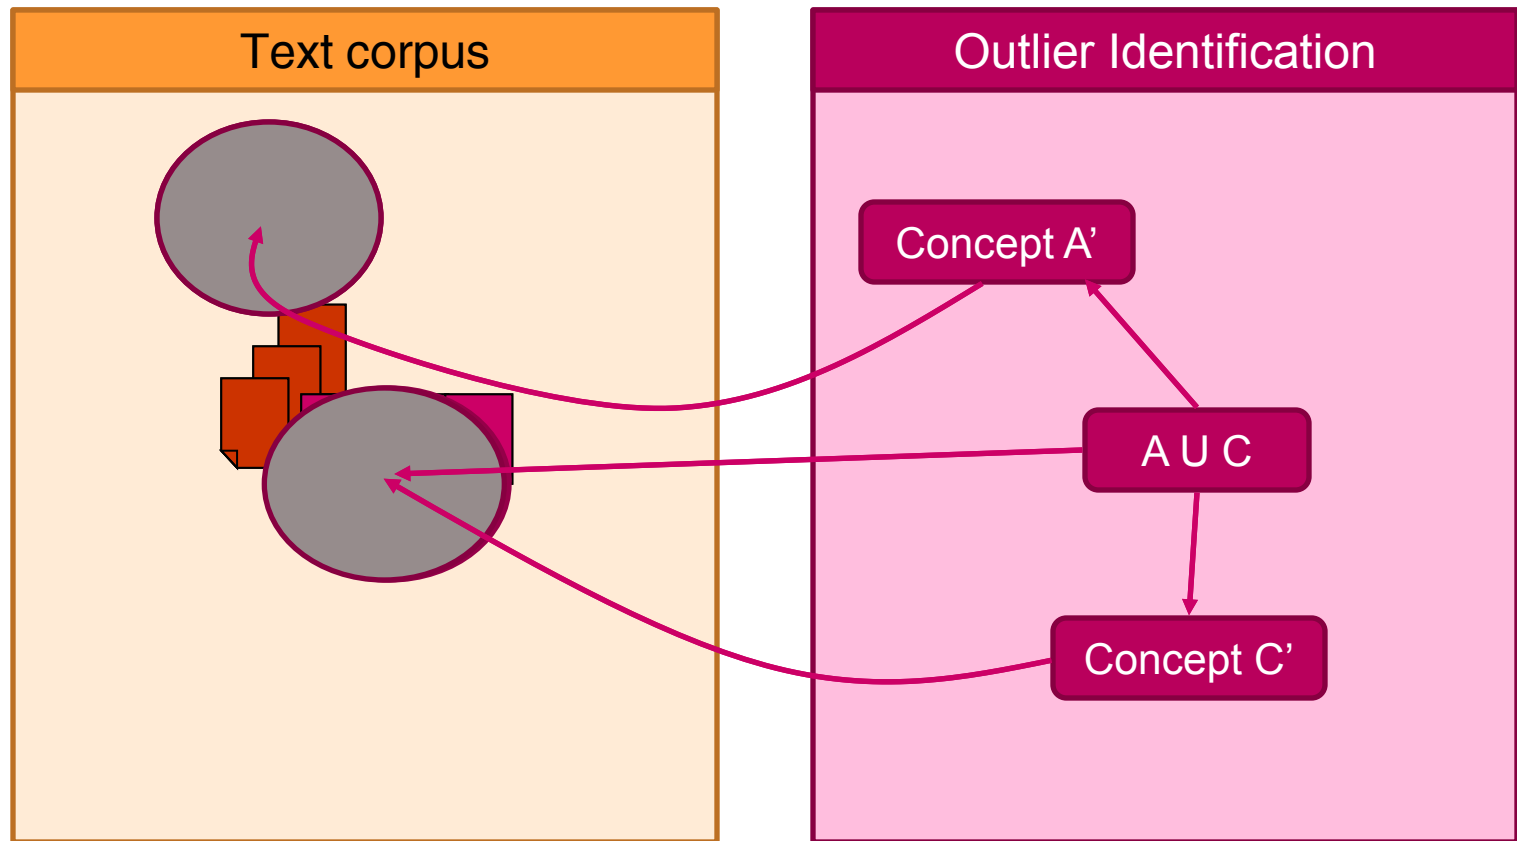 Text corpus
Outlier Identification
Concept A’
A U C
Concept C’